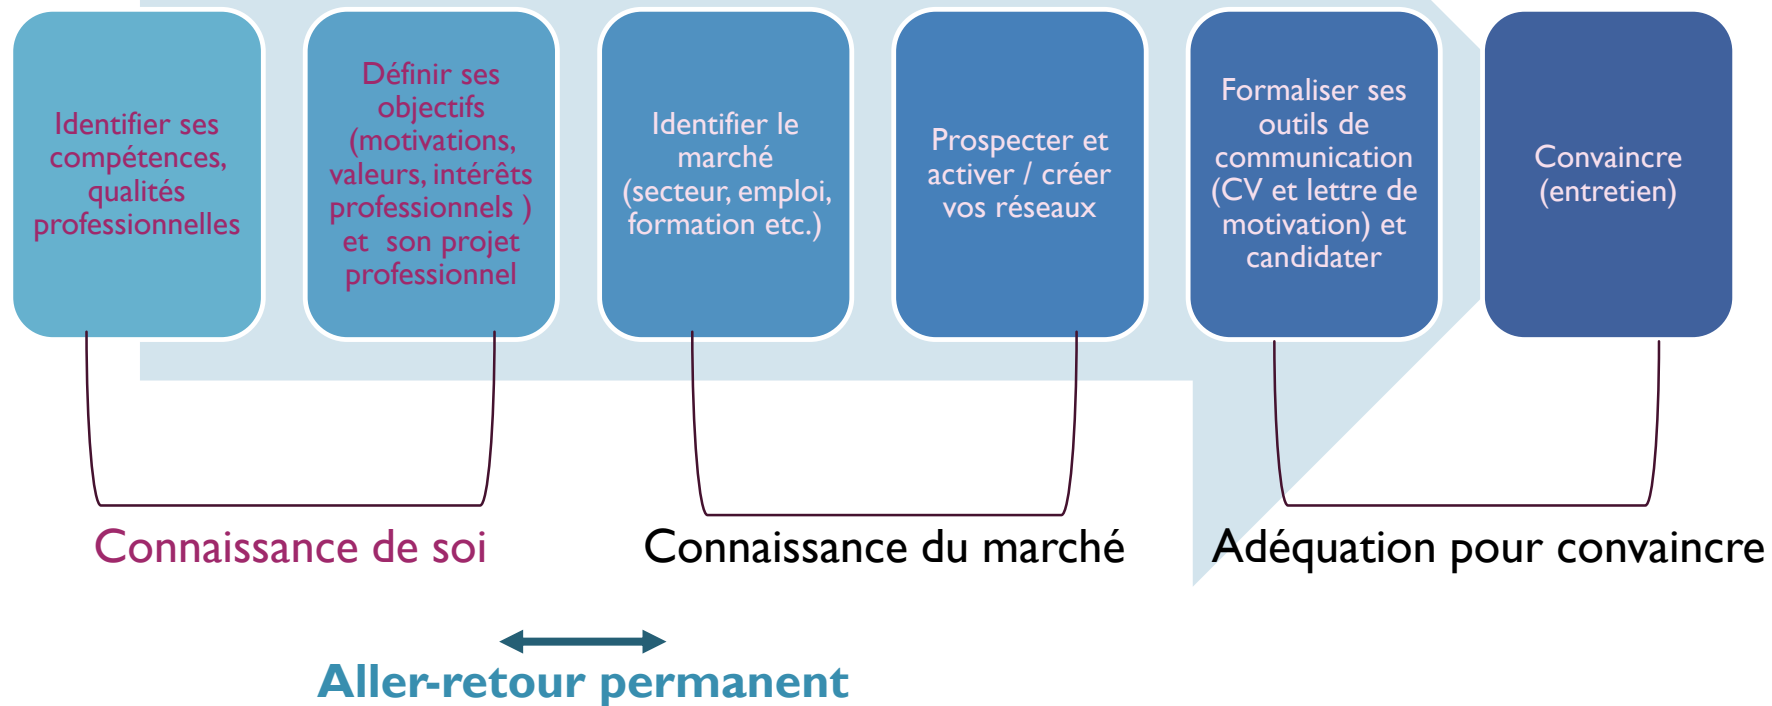 Identifier ses
compétences,
qualités
professionnelles
Définir ses
objectifs
(motivations,
valeurs, intérêts
professionnels )
et son projet
professionnel
Identifier le
marché
(secteur, emploi,
formation etc.)
Prospecter et
activer / créer
vos réseaux
Formaliser ses
outils de
communication
(CV et lettre de
motivation) et
candidater
Convaincre
(entretien)
Connaissance de soi
Connaissance du marché
Adéquation pour convaincre
Aller-retour permanent